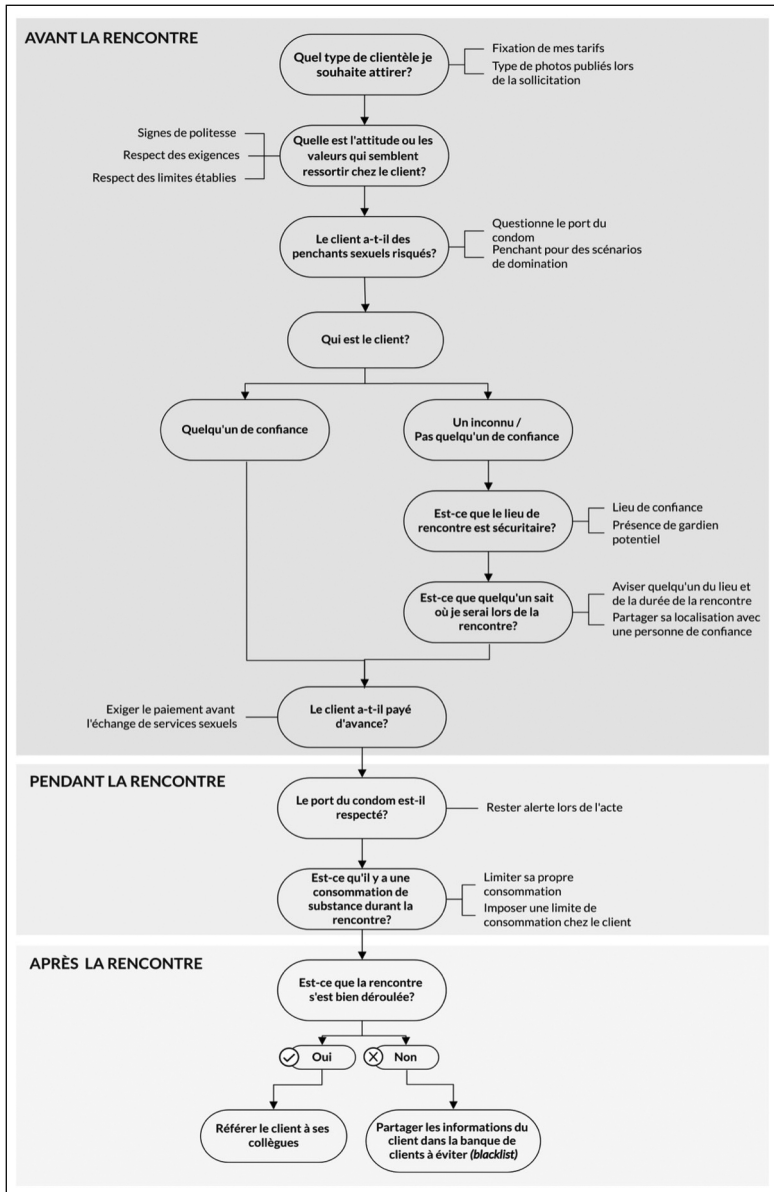 AVANT LA RENCONTRE
Quel type de clientèle je
souhaite attirer?
Fixation de mes tarifs
Type de photos publiés lors
de la sollicitation
Signes de politesse
Respect des exigences
Respect des limites établies
Quelle est l'attitude ou les
valeurs qui semblent
ressortir chez le client?
Le client a-t-il des
penchants sexuels risqués?
Questionne le port du
condom
Penchant pour des scénarios
de domination
Qui est le client?
Quelqu'un de confiance
Un inconnu /
Pas quelqu'un de confiance
Est-ce que le lieu de
rencontre est sécuritaire?
Lieu de confiance
Présence de gardien
potentiel
Est-ce que quelqu'un sait
où je serai lors de la
rencontre?
Aviser quelqu'un du lieu et
de la durée de la rencontre
Partager sa localisation avec
une personne de confiance
Exiger le paiement avant
l'échange de services sexuels
Le client a-t-il payé
d'avance?
PENDANT LA RENCONTRE
Le port du condom est-il
respecté?
Rester alerte lors de l'acte
Est-ce qu'il y a une
consommation de
substance durant la
rencontre?
Limiter sa propre
consommation
Imposer une limite de
consommation chez le client
APRÈS LA RENCONTRE
Est-ce que la rencontre
s'est bien déroulée?
Oui
Non
Référer le client à ses
collègues
Partager les informations du
client dans la banque de
clients à éviter (blacklist)